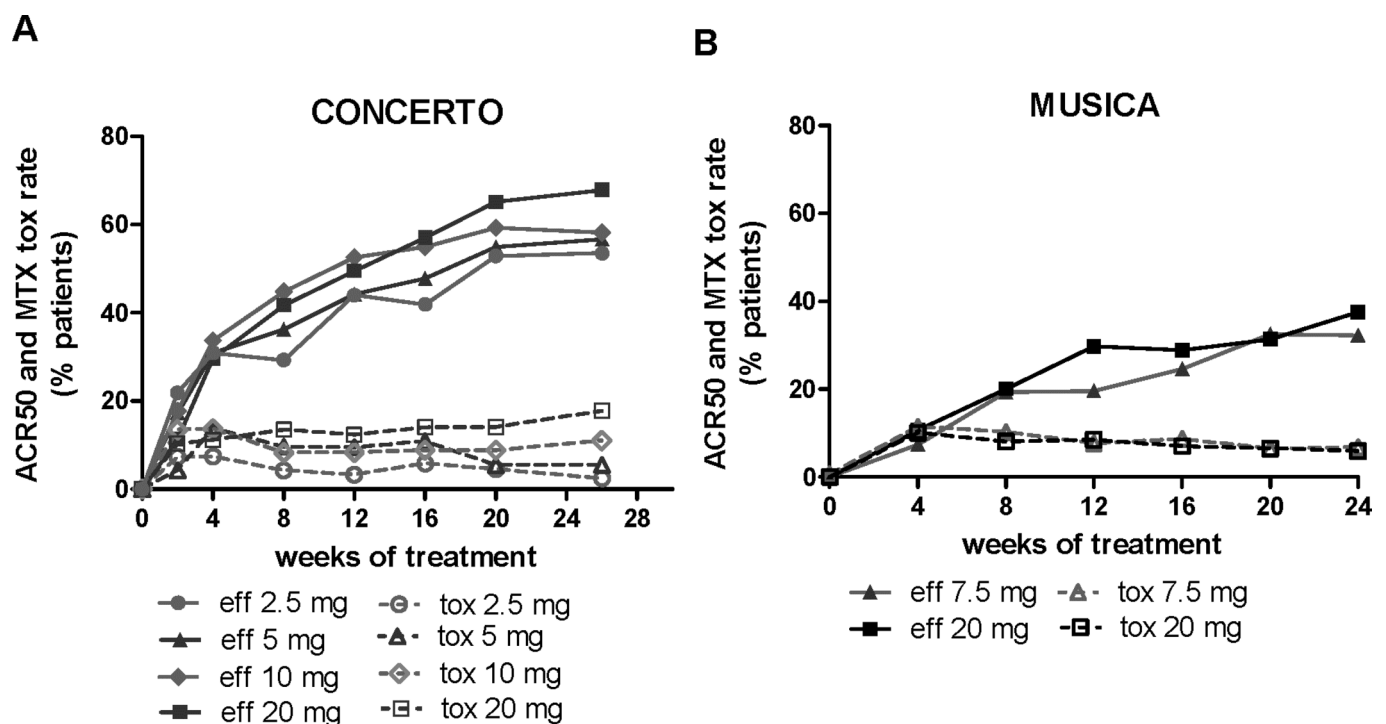 A
CONCERTO
ACR50 and MTX tox rate
(% patients)
80
60
40
20
0
0 4 8 12 16 20 24 28
weeks of treatment
eff 2.5 mg tox 2.5 mg
eff 5 mg tox 5 mg
eff 10 mg tox 10 mg
eff 20 mg tox 20 mg
B
MUSICA
ACR50 and MTX tox rate
(% patients)
80
60
40
20
0
0 4 8 12 16 20 24
weeks of treatment
eff 7.5 mg tox 7.5 mg
eff 20 mg tox 20 mg